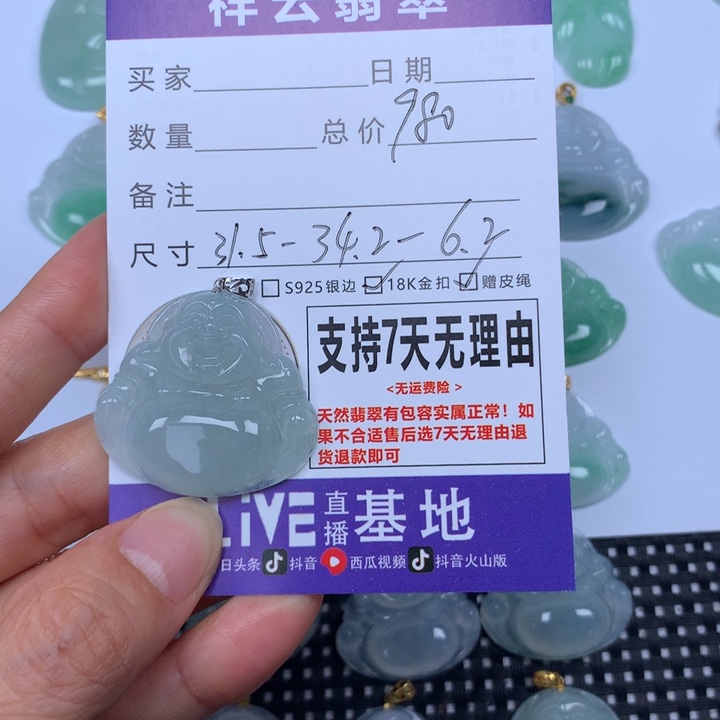 祥云翡翠
买家 日期
数量 总价 980
备注
尺寸 31.5-34.2-6.2
S925银边 18K金扣 赠皮绳
支持7天无理由
<无运费险>
天然翡翠有包容实属正常！如
果不合适售后选7天无理由退
货退款即可
LiVE 直播 基地
日头条 抖音 西瓜视频 抖音火山版